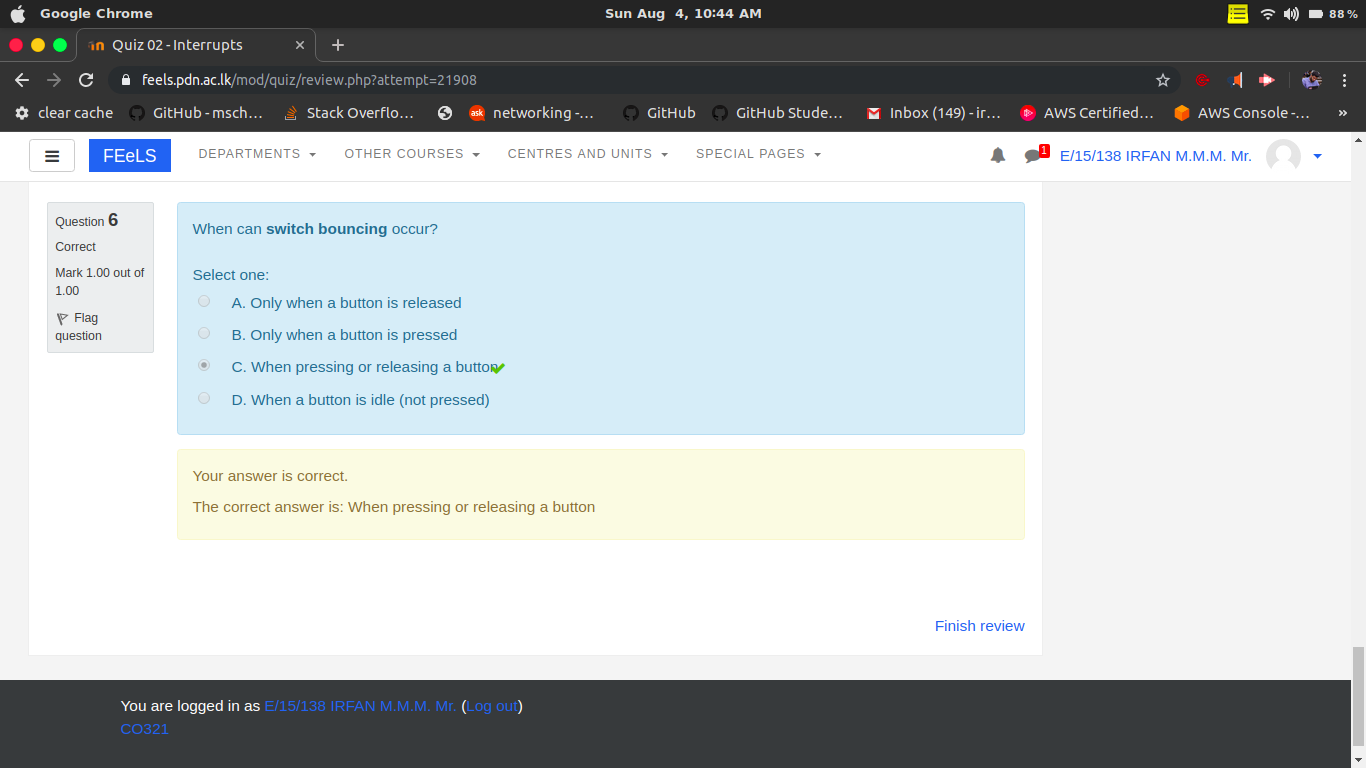 Google Chrome
Sun Aug 4, 10:44 AM
88%
Quiz 02 - Interrupts
feels.pdn.ac.lk/mod/quiz/review.php?attempt=21908
clear cache
GitHub - msch...
Stack Overflo...
ask
networking -...
GitHub
GitHub Stude...
Inbox (149) - ir...
AWS Certified...
AWS Console -...
»
FEeLS
DEPARTMENTS
OTHER COURSES
CENTRES AND UNITS
SPECIAL PAGES
1
E/15/138 IRFAN M.M.M. Mr.
Question 6
Correct
Mark 1.00 out of
1.00
Flag
question
When can switch bouncing occur?
Select one:
A. Only when a button is released
B. Only when a button is pressed
C. When pressing or releasing a button
D. When a button is idle (not pressed)
Your answer is correct.
The correct answer is: When pressing or releasing a button
Finish review
You are logged in as E/15/138 IRFAN M.M.M. Mr. (Log out)
CO321